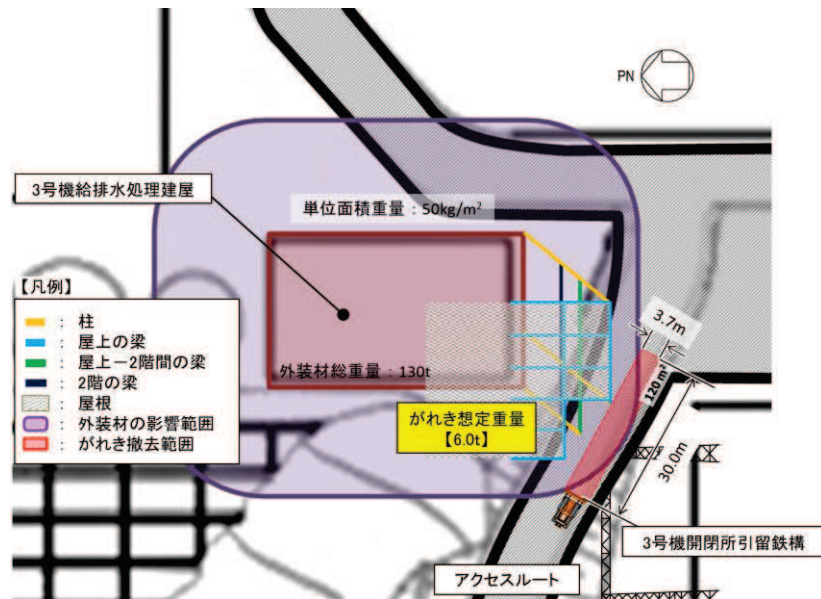 PN
3号機給排水処理建屋
単位面積重量：50kg/m²
【凡例】
： 柱
： 屋上の梁
： 屋上－2階間の梁
： 2階の梁
： 屋根
： 外装材の影響範囲
： がれき撤去範囲
外装材総重量：130t
がれき想定重量
【6.0t】
3.7m
120m²
30.0m
3号機開閉所引留鉄構
アクセスルート